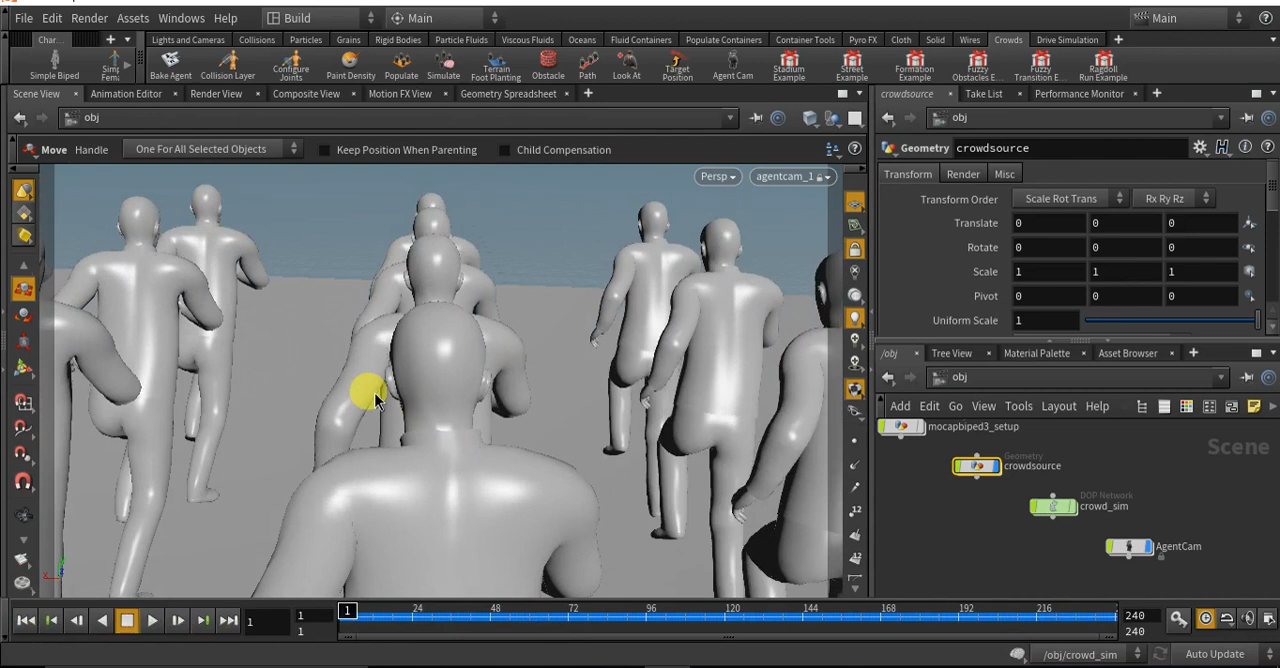 File Edit Render Assets Windows Help Build Main Main
Char... Lights and Cameras Collisions Particles Grains Rigid Bodies Particle Fluids Viscous Fluids Oceans Fluid Containers Populate Containers Container Tools Pyro FX Cloth Solid Wires Crowds Drive Simulation
Simple Biped Bake Agent Collision Layer Configure Joints Paint Density Populate Simulate Terrain Foot Planting Obstacle Path Look At Target Position Agent Cam Stadium Example Street Example Formation Example Fuzzy Obstacles E... Fuzzy Transition E... Ragdoll Run Example
Scene View Animation Editor Render View Composite View Motion FX View Geometry Spreadsheet
obj
Move Handle One For All Selected Objects Keep Position When Parenting Child Compensation
Persp agentcam_1
crowdsource Take List Performance Monitor
obj
Geometry crowdsource
Transform Render Misc
Transform Order Scale Rot Trans Rx Ry Rz
Translate 0 0 0
Rotate 0 0 0
Scale 1 1 1
Pivot 0 0 0
Uniform Scale 1
/obj Tree View Material Palette Asset Browser
obj
Add Edit Go View Tools Layout Help
mocapbiped3_setup
Scene
Geometry
crowdsource
DOP Network
crowd_sim
AgentCam
1 1 1 1 24 48 72 96 120 144 168 192 216 240 240
/obj/crowd_sim Auto Update